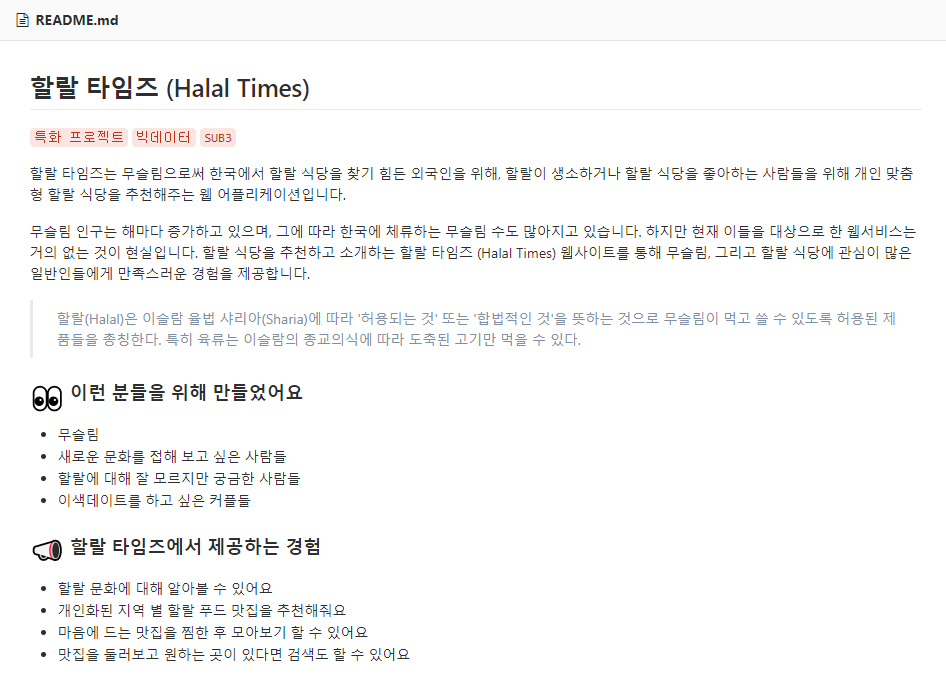 README.md
할랄 타임즈 (Halal Times)
특화 프로젝트 빅데이터 SUB3
할랄 타임즈는 무슬림으로써 한국에서 할랄 식당을 찾기 힘든 외국인을 위해, 할랄이 생소하거나 할랄 식당을 좋아하는 사람들을 위해 개인 맞춤
형 할랄 식당을 추천해주는 웹 어플리케이션입니다.
무슬림 인구는 해마다 증가하고 있으며, 그에 따라 한국에 체류하는 무슬림 수도 많아지고 있습니다. 하지만 현재 이들을 대상으로 한 웹서비스는
거의 없는 것이 현실입니다. 할랄 식당을 추천하고 소개하는 할랄 타임즈 (Halal Times) 웹사이트를 통해 무슬림, 그리고 할랄 식당에 관심이 많은
일반인들에게 만족스러운 경험을 제공합니다.
할랄(Halal)은 이슬람 율법 샤리아(Sharia)에 따라 '허용되는 것' 또는 '합법적인 것'을 뜻하는 것으로 무슬림이 먹고 쓸 수 있도록 허용된 제
품들을 총칭한다. 특히 육류는 이슬람의 종교의식에 따라 도축된 고기만 먹을 수 있다.
이런 분들을 위해 만들었어요
무슬림
새로운 문화를 접해 보고 싶은 사람들
할랄에 대해 잘 모르지만 궁금한 사람들
이색데이트를 하고 싶은 커플들
할랄 타임즈에서 제공하는 경험
할랄 문화에 대해 알아볼 수 있어요
개인화된 지역 별 할랄 푸드 맛집을 추천해줘요
마음에 드는 맛집을 찜한 후 모아보기 할 수 있어요
맛집을 둘러보고 원하는 곳이 있다면 검색도 할 수 있어요